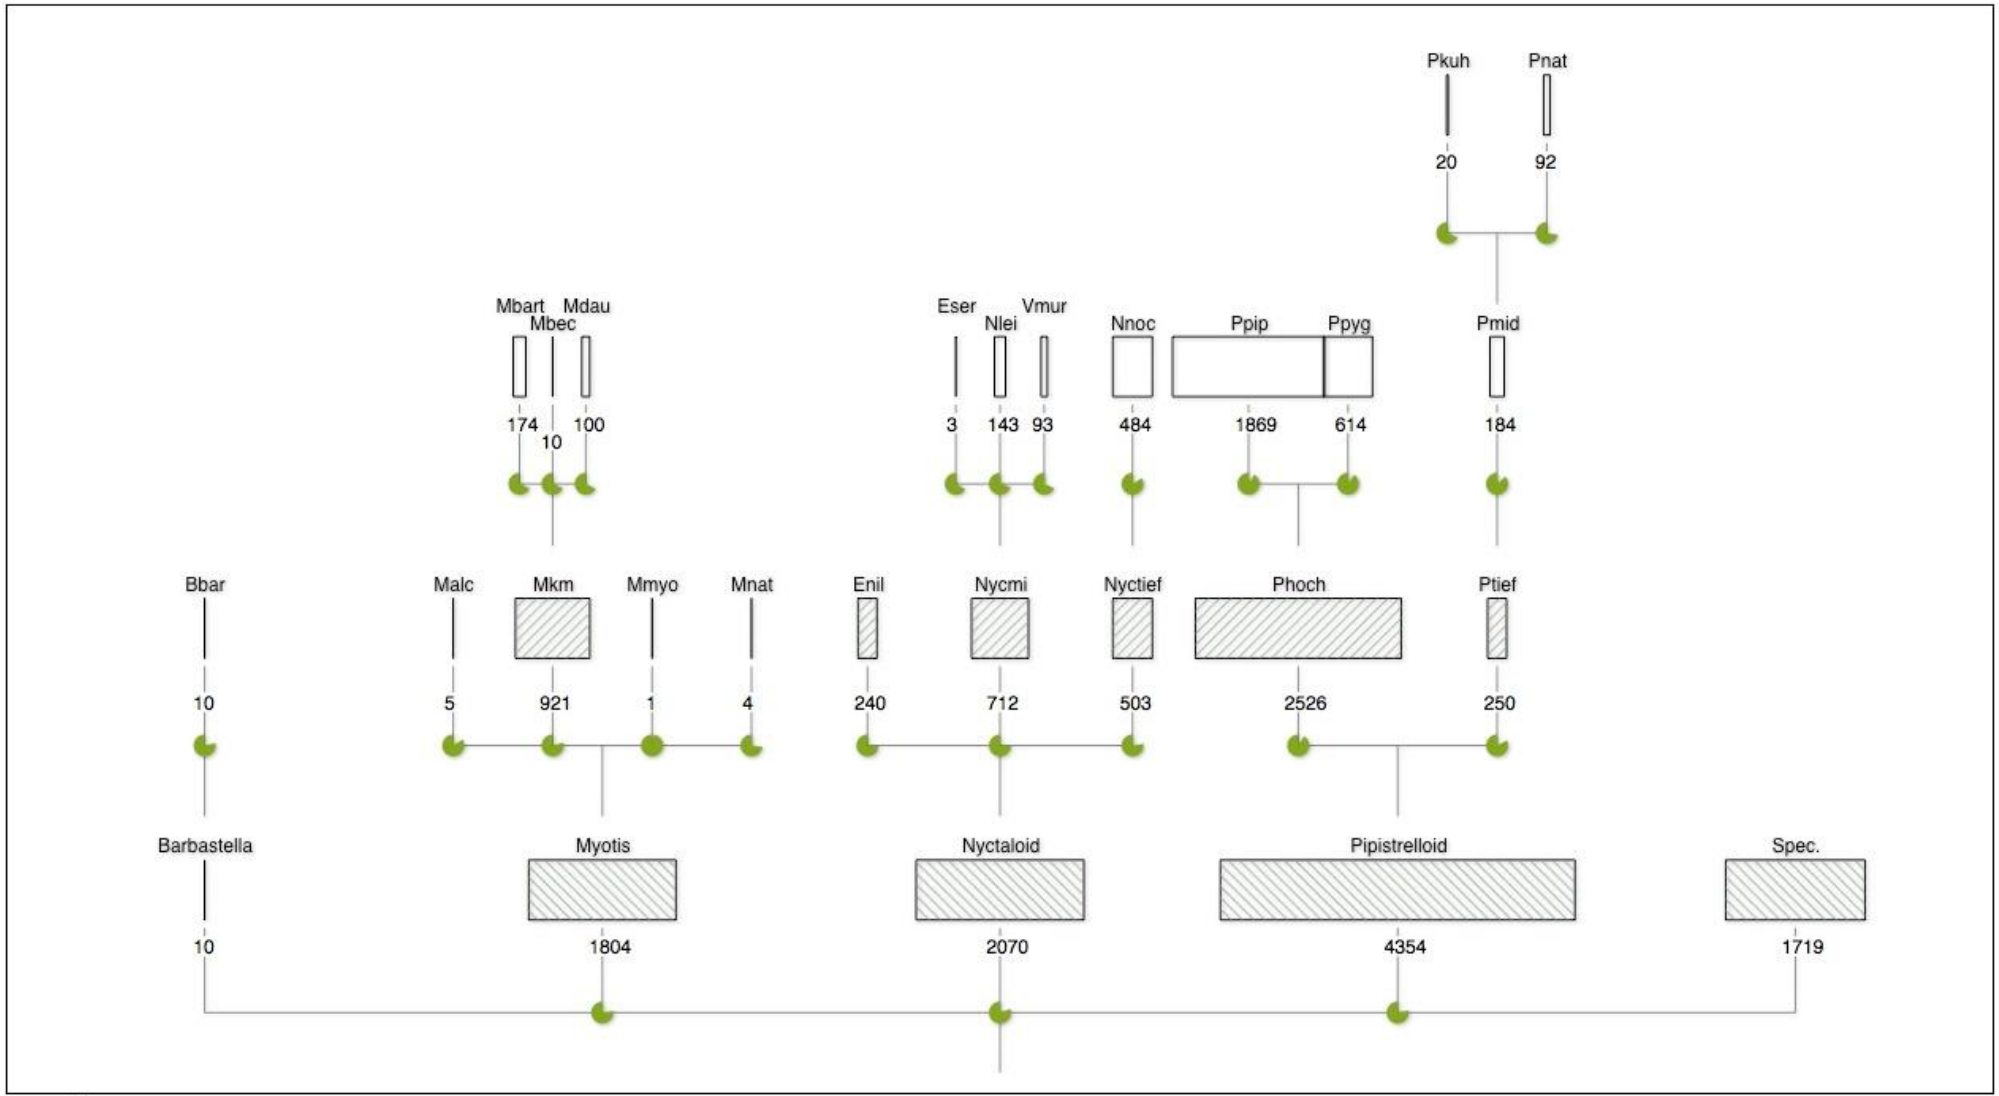 Pkuh Pnat
20 92
Mbart Mdau Eser Vmur
Mbec Nlei Nnoc Ppip Ppyg Pmid
174 100 3 143 93 484 1869 614 184
10
Bbar Malc Mkm Mmyo Mnat Enil Nycmi Nyctief Phoch Ptief
10 5 921 1 4 240 712 503 2526 250
Barbastella Myotis Nyctaloid Pipistrelloid Spec.
10 1804 2070 4354 1719